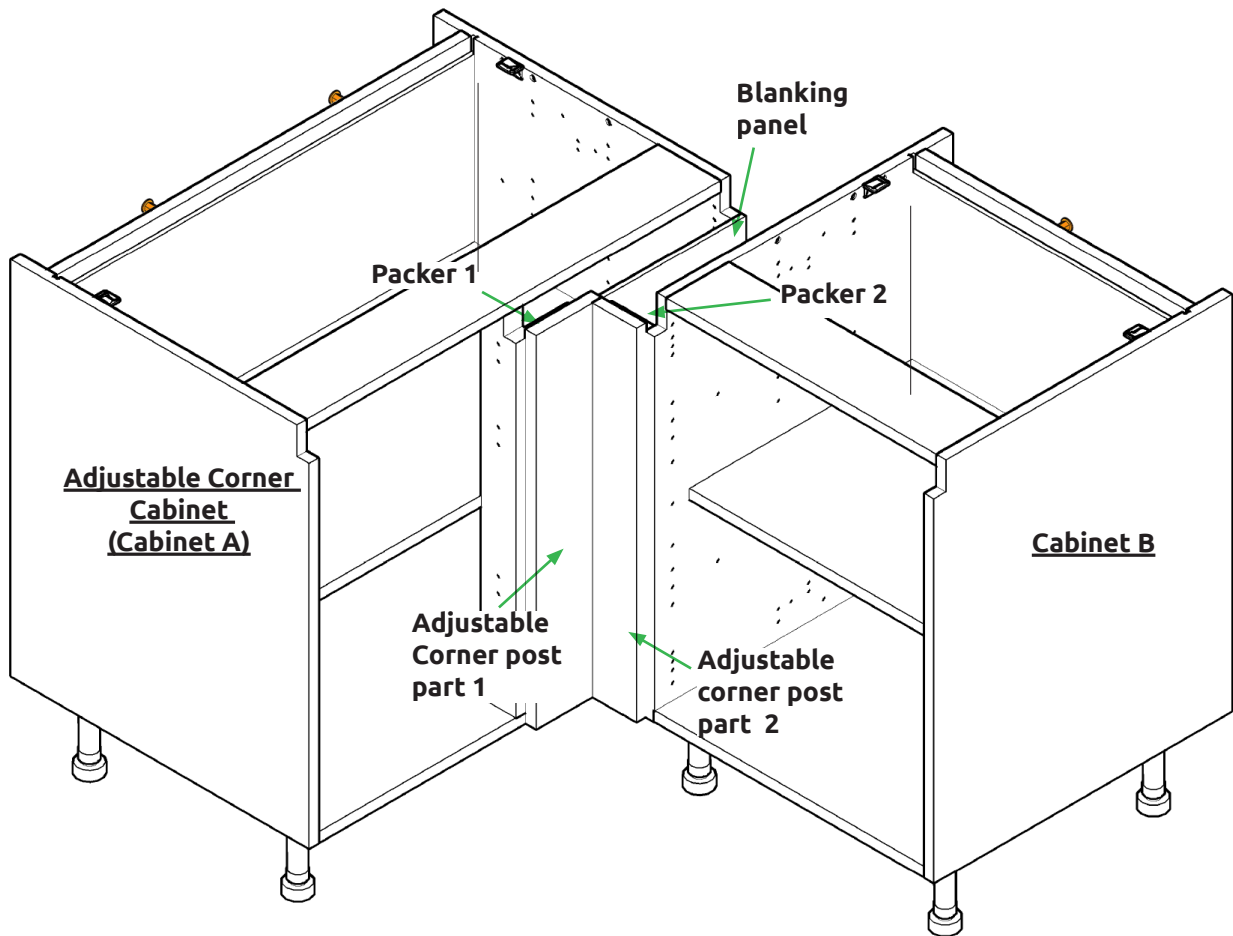 Blanking
panel
Packer 1
Packer 2
Adjustable Corner
Cabinet
(Cabinet A)
Cabinet B
Adjustable
Corner post
part 1
Adjustable
corner post
part 2